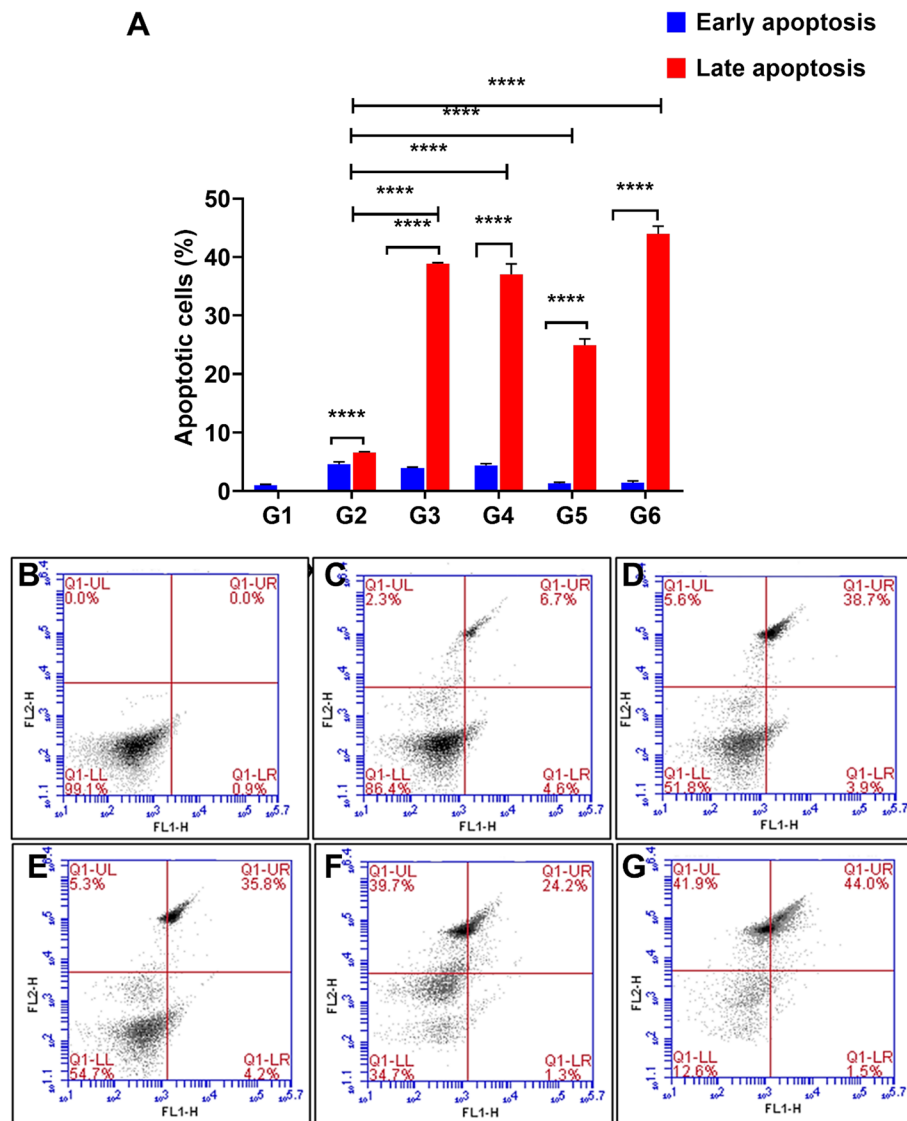 A
Early apoptosis
Late apoptosis
****
****
****
****
****
****
****
****
****
Apoptotic cells (%)
50
40
30
20
10
0
G1 G2 G3 G4 G5 G6
B
Q1-UL Q1-UR
0.0% 0.0%
Q1-LL Q1-LR
99.1% 0.9%
FL2-H
10¹ 10² 10³ 10⁴ 10⁵·⁷
FL1-H
C
Q1-UL Q1-UR
2.3% 6.7%
Q1-LL Q1-LR
86.4% 4.6%
FL2-H
FL1-H
D
Q1-UL Q1-UR
5.6% 38.7%
Q1-LL Q1-LR
51.8% 3.9%
FL2-H
FL1-H
E
Q1-UL Q1-UR
5.3% 35.8%
Q1-LL Q1-LR
54.7% 4.2%
FL2-H
FL1-H
F
Q1-UL Q1-UR
39.7% 24.2%
Q1-LL Q1-LR
34.7% 1.3%
FL2-H
FL1-H
G
Q1-UL Q1-UR
41.9% 44.0%
Q1-LL Q1-LR
12.6% 1.5%
FL2-H
FL1-H